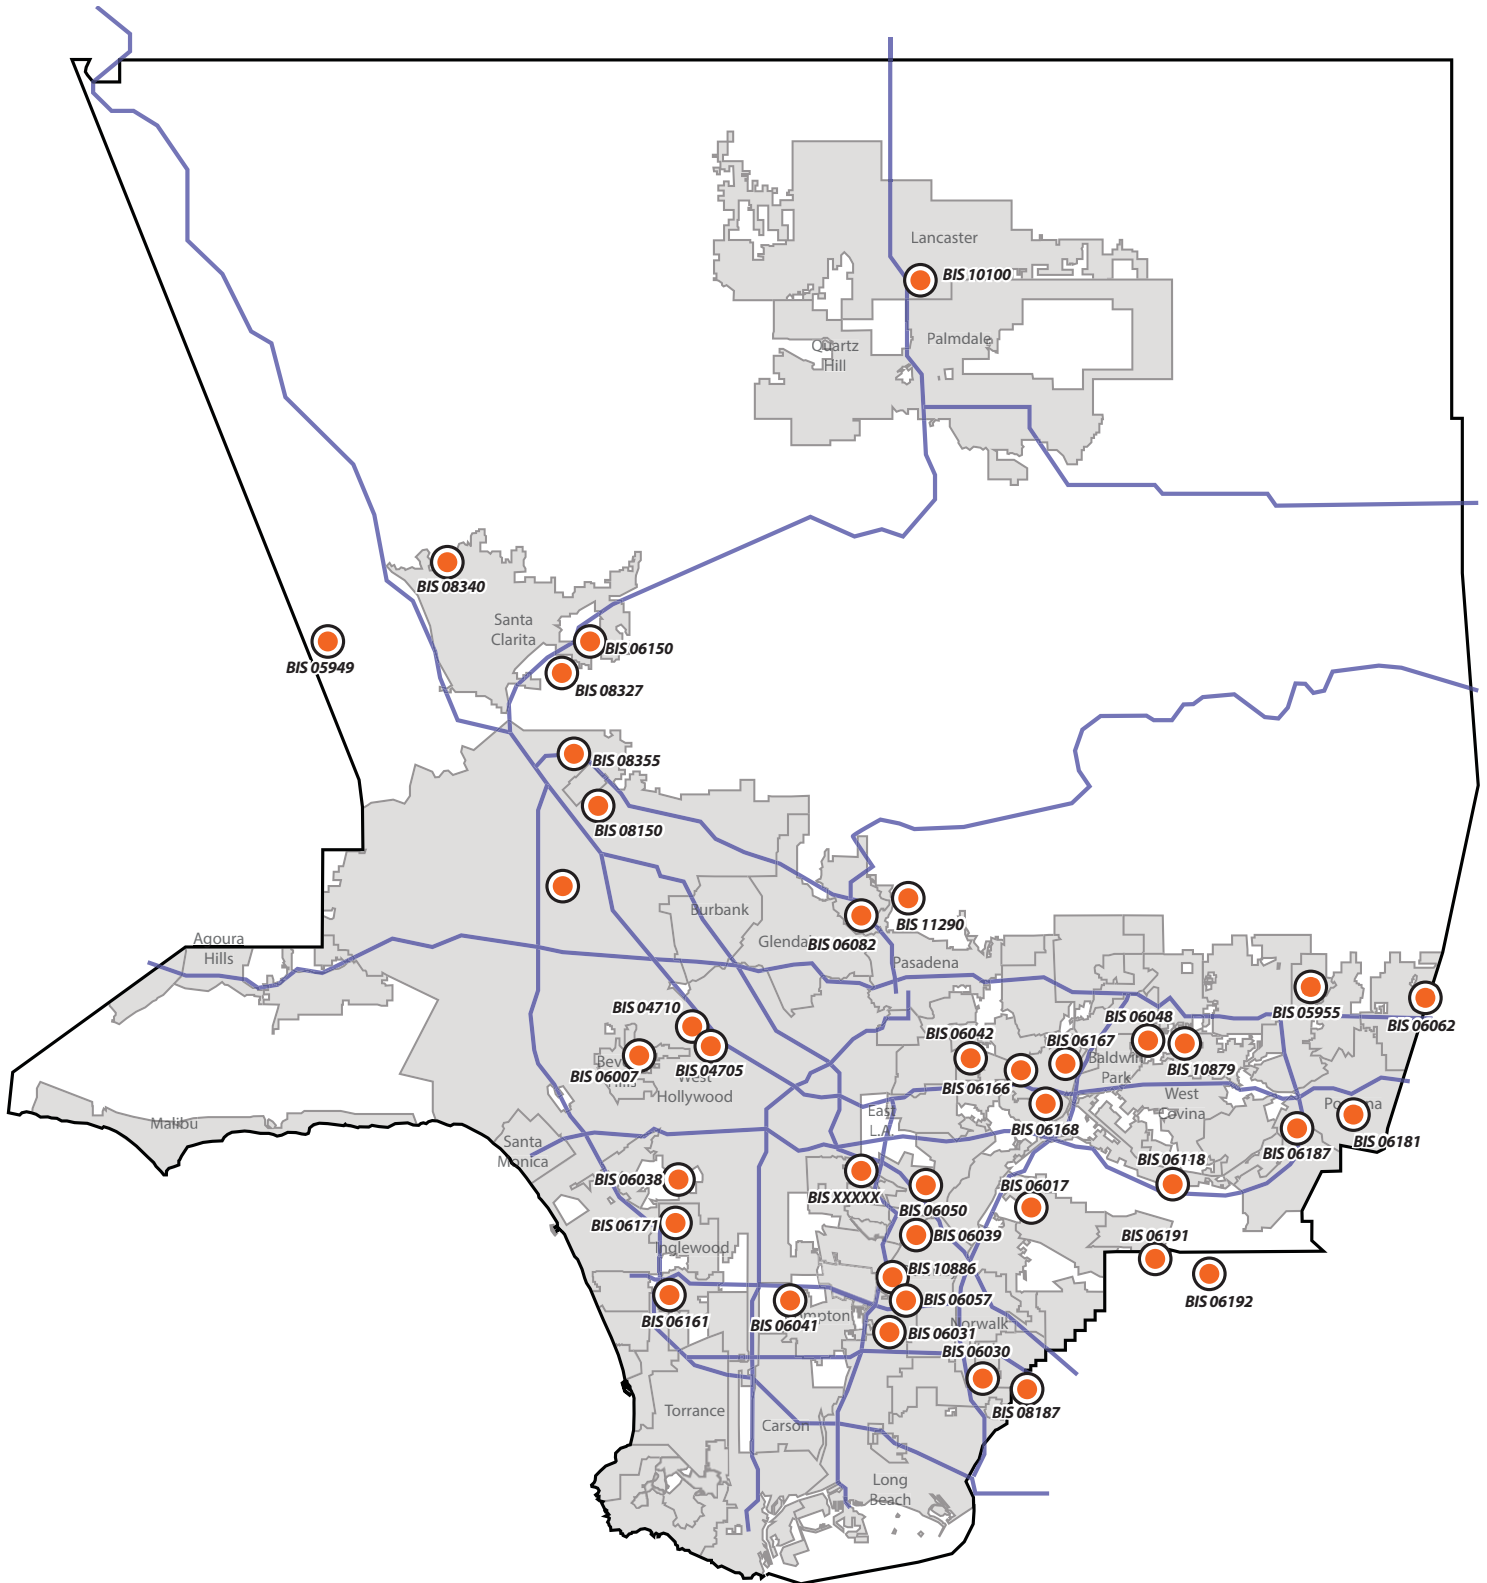 Lancaster
BIS 10100
Palmdale
Quartz
Hill
BIS 08340
Santa
Clarita
BIS 06150
BIS 05949
BIS 08327
BIS 08355
BIS 08150
Burbank
BIS 11290
Agoura
Hills
Glenda
BIS 06082
Pasadena
BIS 04710
BIS 05955
BIS 06062
BIS 06048
BIS 06042
BIS 06167
Baldwin
Park
BIS 10879
Bev
Hills
BIS 06007
BIS 04705
West
Hollywood
BIS 06166
West
Covina
Pomona
East
L.A.
Malibu
BIS 06168
BIS 06181
BIS 06187
Santa
Monica
BIS 06118
BIS 06038
BIS XXXXX
BIS 06017
BIS 06050
BIS 06171
BIS 06039
BIS 06191
Inglewood
BIS 10886
BIS 06057
BIS 06192
BIS 06161
BIS 06041
mpton
Norwalk
BIS 06031
BIS 06030
Torrance
BIS 08187
Carson
Long
Beach